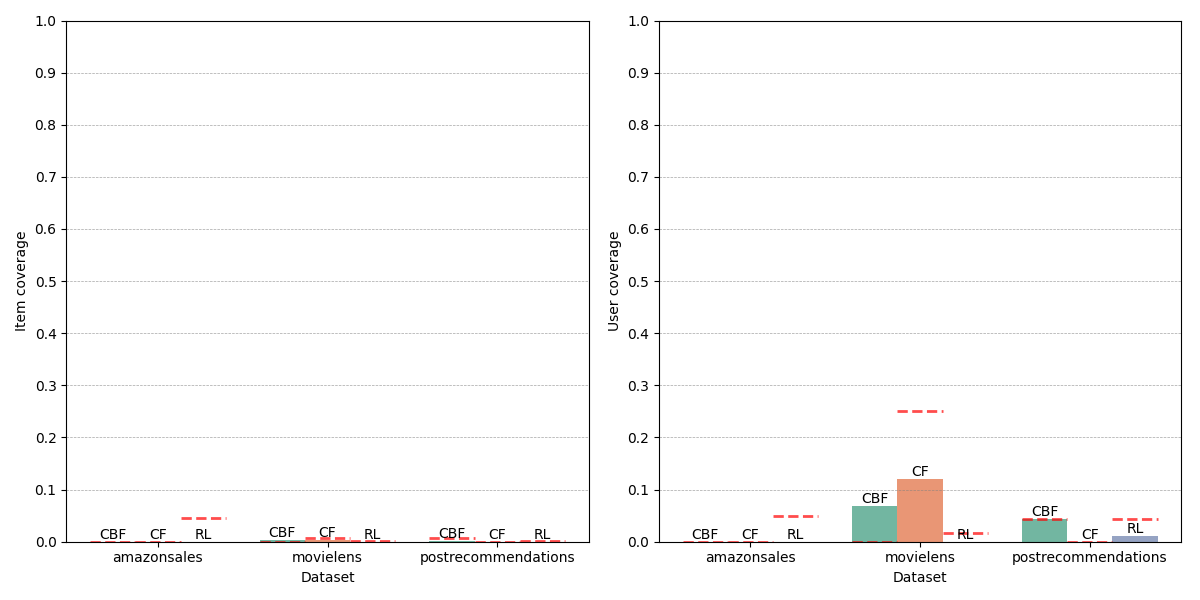 1.0
0.9
0.8
0.7
0.6
0.5
0.4
0.3
0.2
0.1
0.0
Item coverage
CBF CF RL
CBF CF RL
CBF CF RL
amazonsales movielens postrecommendations
Dataset
1.0
0.9
0.8
0.7
0.6
0.5
0.4
0.3
0.2
0.1
0.0
User coverage
CBF CF RL
CBF CF RL
CBF CF RL
amazonsales movielens postrecommendations
Dataset